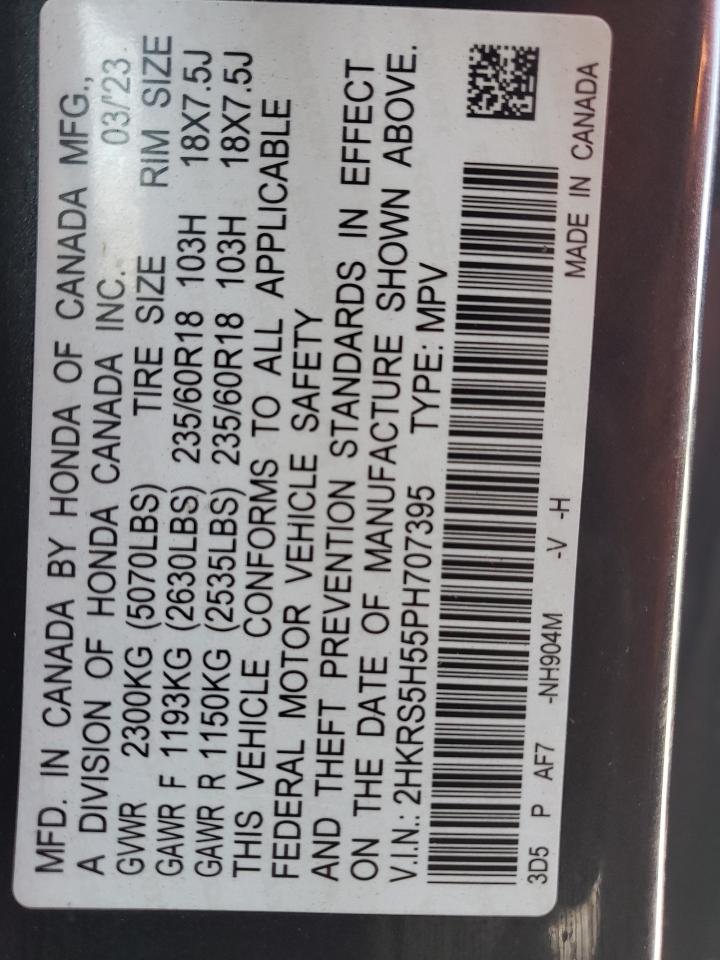 MFD. IN CANADA BY HONDA OF CANADA MFG.,
A DIVISION OF HONDA CANADA INC. 03/'23
GVWR 2300KG (5070LBS) TIRE SIZE RIM SIZE
GAWR F 1193KG (2630LBS) 235/60R18 103H 18X7.5J
GAWR R 1150KG (2535LBS) 235/60R18 103H 18X7.5J
THIS VEHICLE CONFORMS TO ALL APPLICABLE
FEDERAL MOTOR VEHICLE SAFETY
AND THEFT PREVENTION STANDARDS IN EFFECT
ON THE DATE OF MANUFACTURE SHOWN ABOVE.
V.I.N.: 2HKRS5H55PH707395 TYPE: MPV
3D5 P AF7 -NH904M -V -H MADE IN CANADA